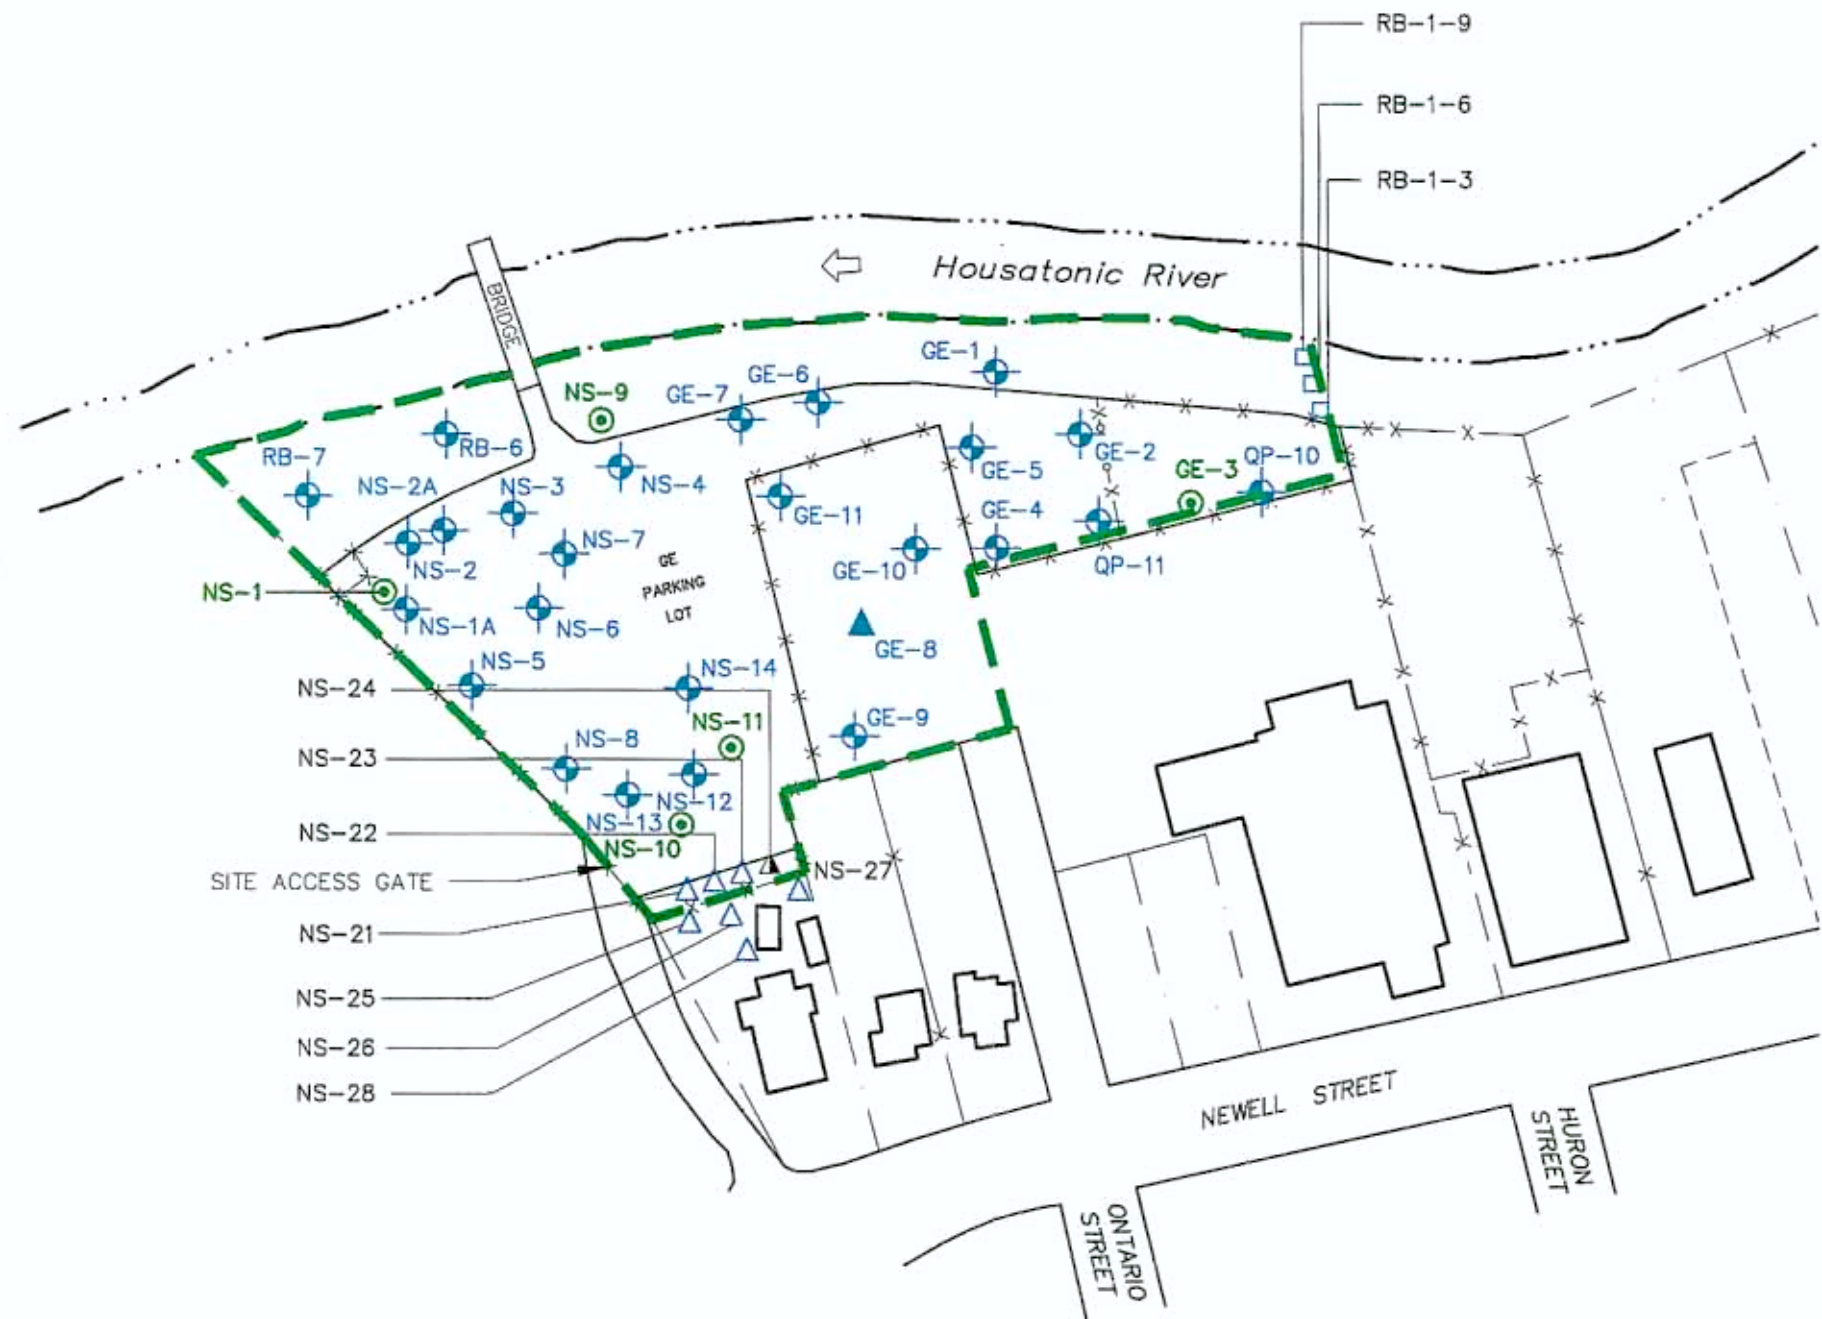 RB-1-9
RB-1-6
RB-1-3
Housatonic River
BRIDGE
GE-1
GE-6
NS-9
GE-7
RB-6
RB-7
GE-2
GE-5
QP-10
GE-3
NS-2A
NS-3
NS-4
GE-11
GE-4
NS-7
NS-2
GE
PARKING
LOT
GE-10
QP-11
NS-1
NS-1A
NS-6
GE-8
NS-5
NS-14
NS-24
NS-11
GE-9
NS-8
NS-23
NS-12
NS-13
NS-22
NS-10
NS-27
SITE ACCESS GATE
NS-21
NS-25
NS-26
NS-28
NEWELL STREET
HURON
STREET
ONTARIO
STREET